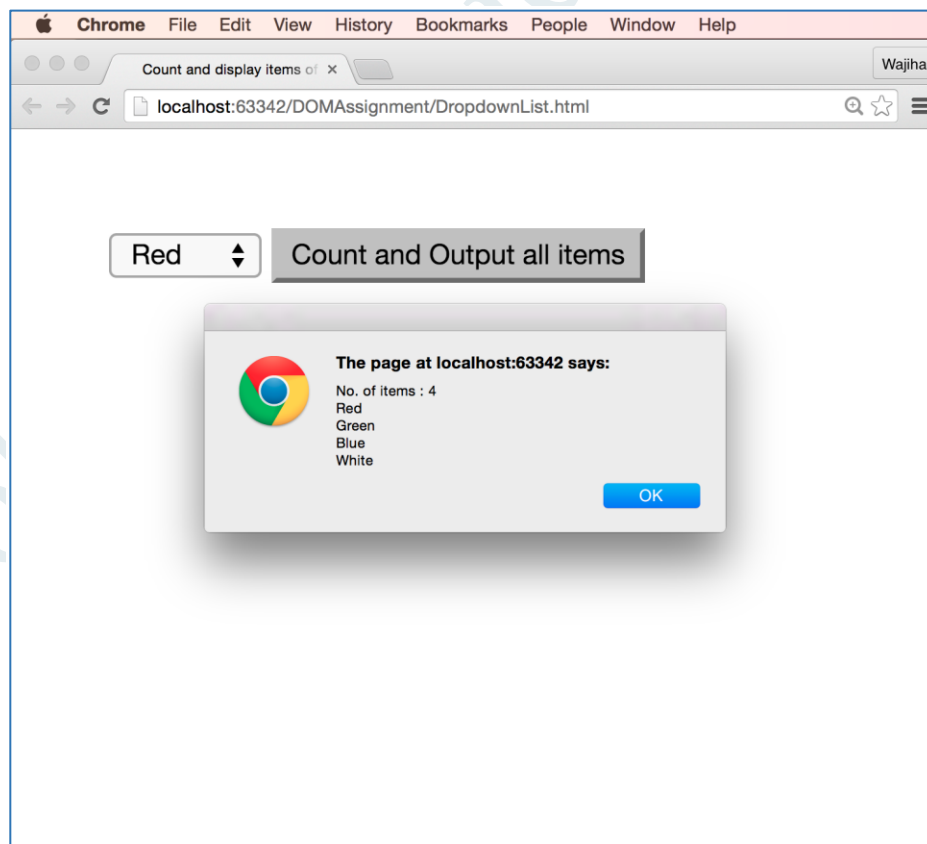 Chrome File Edit View History Bookmarks People Window Help
Count and display items of
Wajiha
localhost:63342/DOMAssignment/DropdownList.html
Red
Count and Output all items
The page at localhost:63342 says:
No. of items : 4
Red
Green
Blue
White
OK